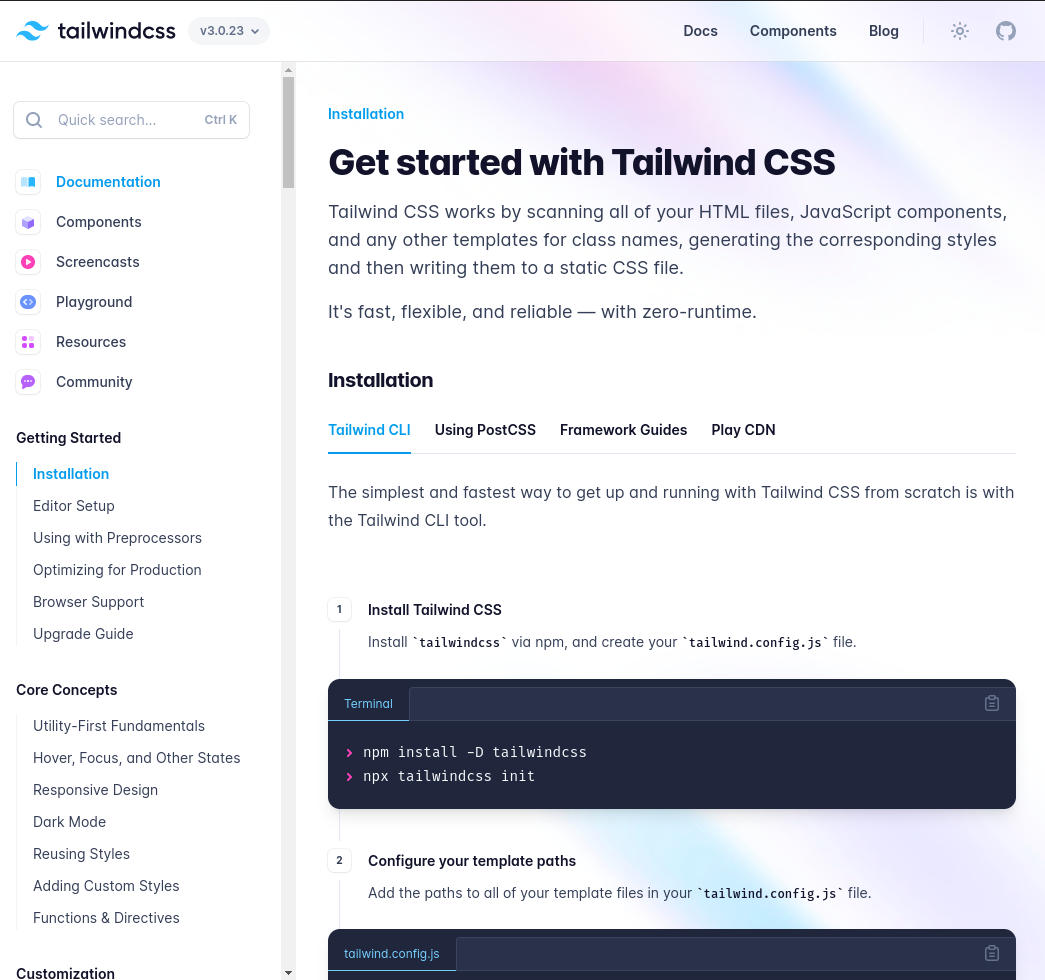 tailwindcss
v3.0.23
Docs
Components
Blog
Quick search...
Ctrl K
Documentation
Components
Screencasts
Playground
Resources
Community
Getting Started
Installation
Editor Setup
Using with Preprocessors
Optimizing for Production
Browser Support
Upgrade Guide
Core Concepts
Utility-First Fundamentals
Hover, Focus, and Other States
Responsive Design
Dark Mode
Reusing Styles
Adding Custom Styles
Functions & Directives
Customization
Installation
Get started with Tailwind CSS
Tailwind CSS works by scanning all of your HTML files, JavaScript components,
and any other templates for class names, generating the corresponding styles
and then writing them to a static CSS file.
It's fast, flexible, and reliable — with zero-runtime.
Installation
Tailwind CLI
Using PostCSS
Framework Guides
Play CDN
The simplest and fastest way to get up and running with Tailwind CSS from scratch is with
the Tailwind CLI tool.
1
Install Tailwind CSS
Install `tailwindcss` via npm, and create your `tailwind.config.js` file.
Terminal
npm install -D tailwindcss
npx tailwindcss init
2
Configure your template paths
Add the paths to all of your template files in your `tailwind.config.js` file.
tailwind.config.js